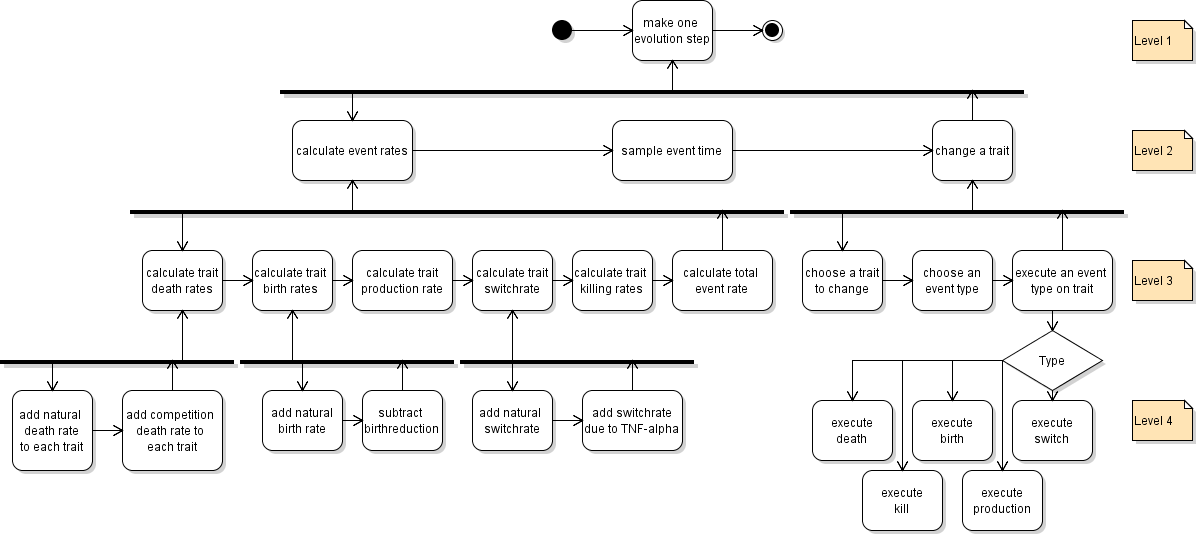 make one
evolution step
Level 1
calculate event rates
sample event time
change a trait
Level 2
calculate trait
death rates
calculate trait
birth rates
calculate trait
production rate
calculate trait
switchrate
calculate trait
killing rates
calculate total
event rate
choose a trait
to change
choose an
event type
execute an event
type on trait
Level 3
Type
add natural
death rate
to each trait
add competition
death rate to
each trait
add natural
birth rate
subtract
birthreduction
add natural
switchrate
add switchrate
due to TNF-alpha
execute
death
execute
birth
execute
switch
Level 4
execute
kill
execute
production